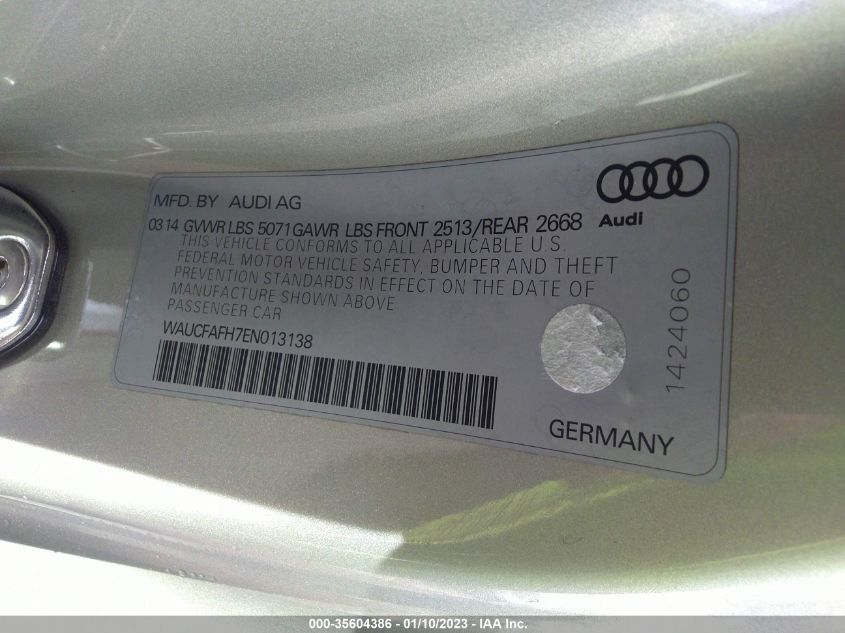 MFD. BY AUDI AG
03 14 GVWR LBS 5071 GAWR LBS FRONT 2513/REAR 2668
Audi
THIS VEHICLE CONFORMS TO ALL APPLICABLE U.S.
FEDERAL MOTOR VEHICLE SAFETY, BUMPER AND THEFT
PREVENTION STANDARDS IN EFFECT ON THE DATE OF
MANUFACTURE SHOWN ABOVE
PASSENGER CAR
WAUCFAFH7EN013138
1424060
GERMANY
000-35604386 - 01/10/2023 - IAA Inc.